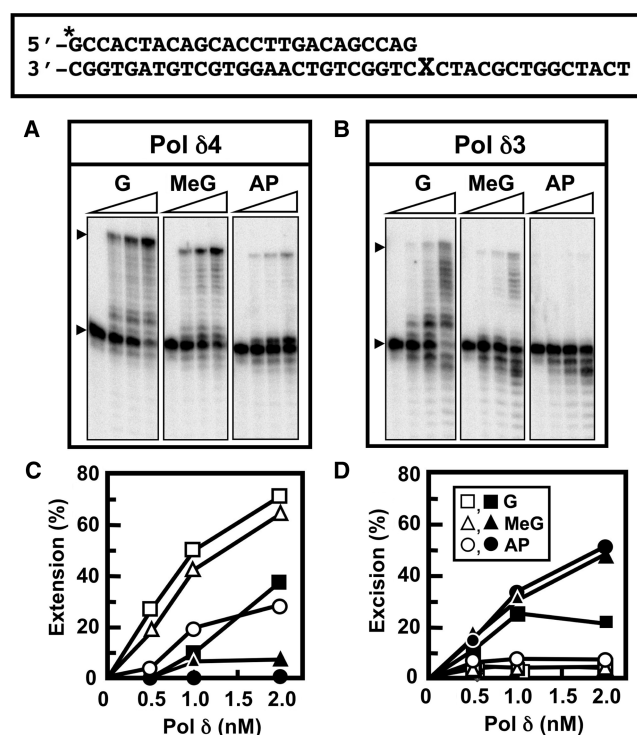 *
5'-GCCACTACAGCACCTTGACAGCCAG
3'-CGGTGATGTCGTGGAACTGTCGGTCXCTACGCTGGCTACT
A
Pol δ4
G MeG AP
B
Pol δ3
G MeG AP
C
Extension (%)
80
60
40
20
0
0 0.5 1.0 1.5 2.0
Pol δ (nM)
D
Excision (%)
80
60
40
20
0
0 0.5 1.0 1.5 2.0
Pol δ (nM)
, G
, MeG
, AP